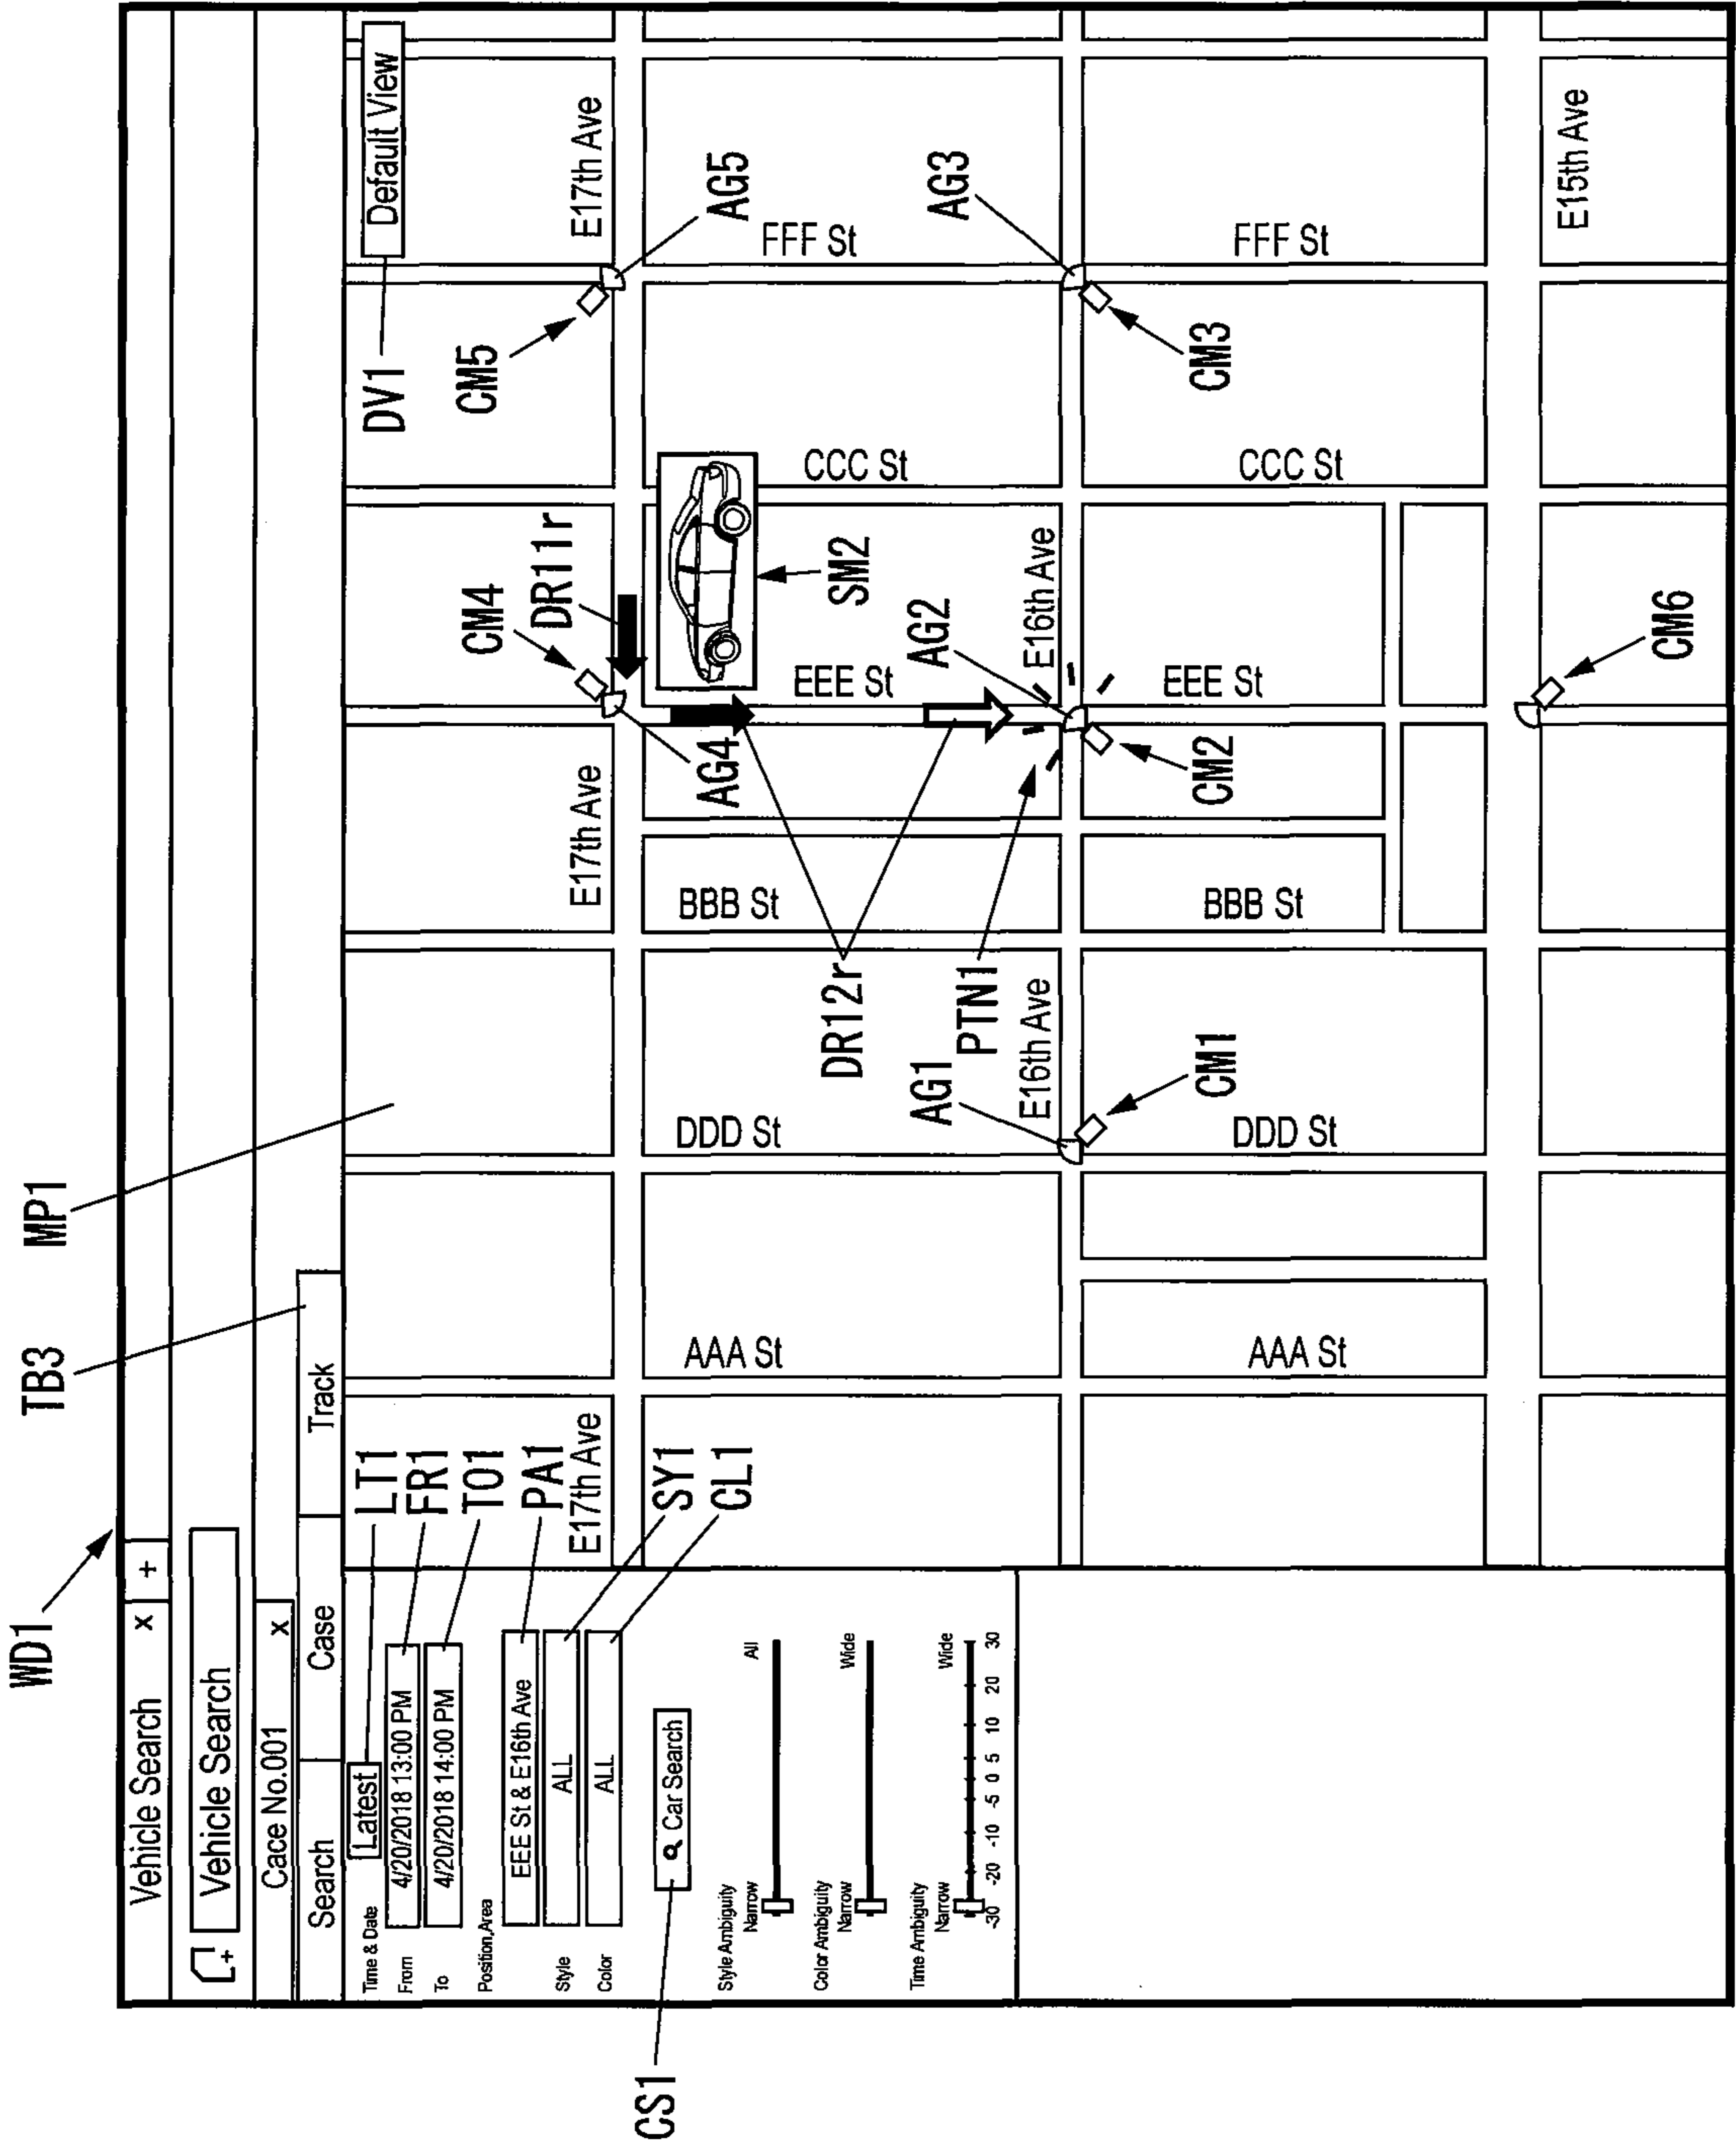 WD1
TB3
MP1
Vehicle Search x +
Vehicle Search
Cace No.001 x
Search Case Track
Time & Date Latest LT1
From 4/20/2018 13:00 PM FR1
To 4/20/2018 14:00 PM TO1
Position,Area
EEE St & E16th Ave PA1
Style ALL SY1
Color ALL CL1
CS1
Car Search
Style Ambiguity
Narrow All
Color Ambiguity
Narrow Wide
Time Ambiguity
Narrow Wide
-30 -20 -10 -5 0 5 10 20 30
DV1 Default View
E17th Ave E17th Ave E17th Ave
CM4 CM5
DR11r
AG4 AG5
AAA St DDD St BBB St EEE St CCC St FFF St
SM2
DR12r
AG1 AG2 AG3
PTN1
E16th Ave E16th Ave
CM1 CM2 CM3
AAA St DDD St BBB St EEE St CCC St FFF St
E15th Ave
CM6